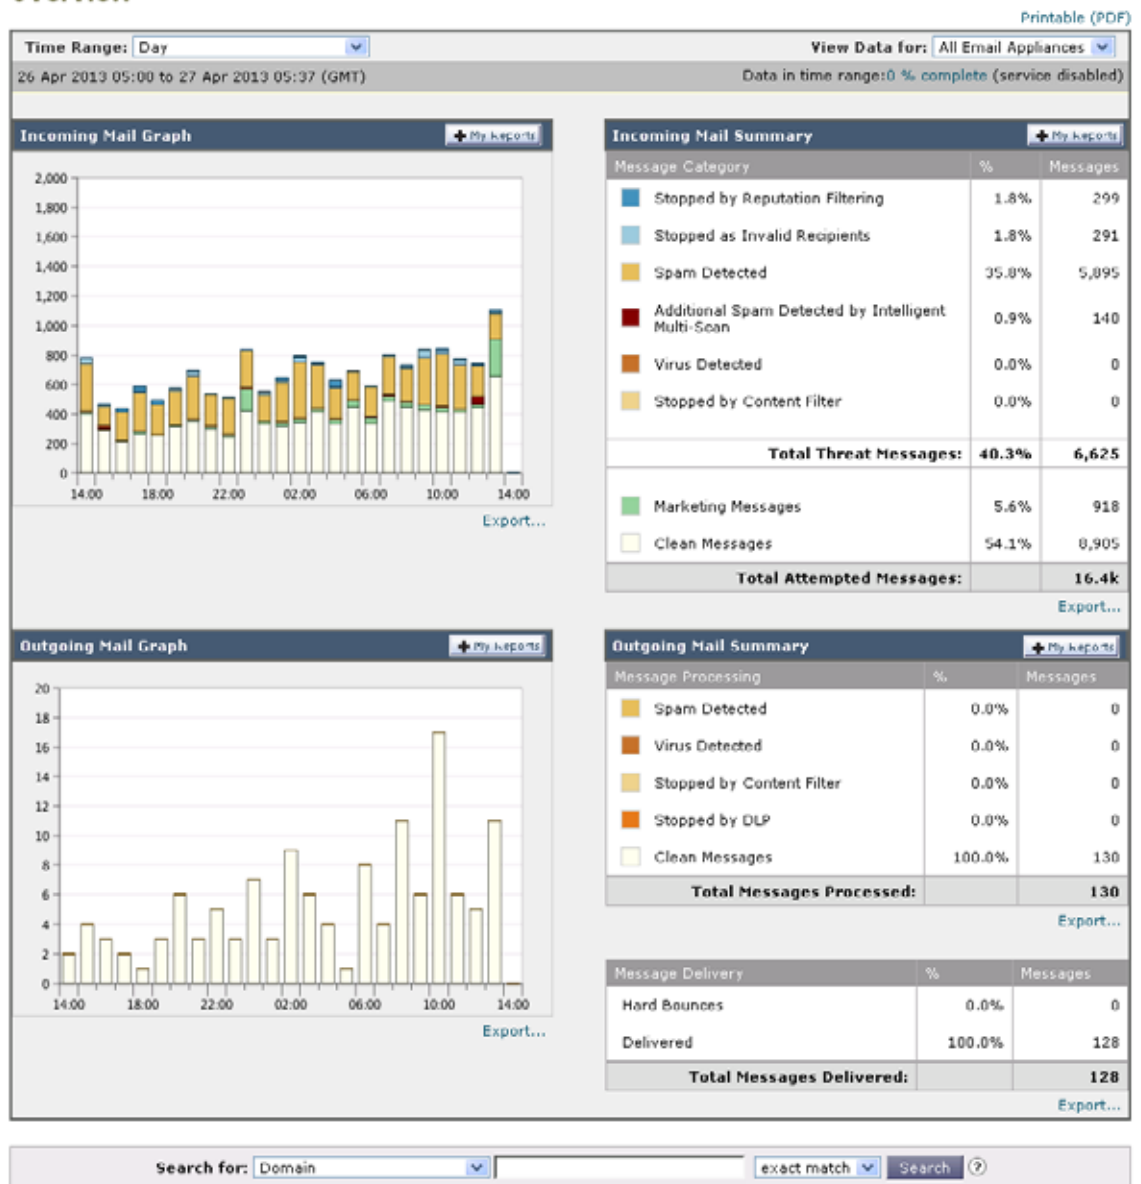 Printable (PDF)
Time Range: Day
View Data for: All Email Appliances
26 Apr 2013 05:00 to 27 Apr 2013 05:37 (GMT)
Data in time range:0 % complete (service disabled)
Incoming Mail Graph
My Reports
2,000
1,800
1,600
1,400
1,200
1,000
800
600
400
200
0
14:00 18:00 22:00 02:00 06:00 10:00 14:00
Export...
Incoming Mail Summary
My Reports
Message Category % Messages
Stopped by Reputation Filtering 1.8% 299
Stopped as Invalid Recipients 1.8% 291
Spam Detected 35.8% 5,895
Additional Spam Detected by Intelligent
Multi-Scan 0.9% 140
Virus Detected 0.0% 0
Stopped by Content Filter 0.0% 0
Total Threat Messages: 40.3% 6,625
Marketing Messages 5.6% 918
Clean Messages 54.1% 8,905
Total Attempted Messages: 16.4k
Export...
Outgoing Mail Graph
My Reports
20
18
16
14
12
10
8
6
4
2
0
14:00 18:00 22:00 02:00 06:00 10:00 14:00
Export...
Outgoing Mail Summary
My Reports
Message Processing % Messages
Spam Detected 0.0% 0
Virus Detected 0.0% 0
Stopped by Content Filter 0.0% 0
Stopped by DLP 0.0% 0
Clean Messages 100.0% 130
Total Messages Processed: 130
Export...
Message Delivery % Messages
Hard Bounces 0.0% 0
Delivered 100.0% 128
Total Messages Delivered: 128
Export...
Search for: Domain exact match Search ?